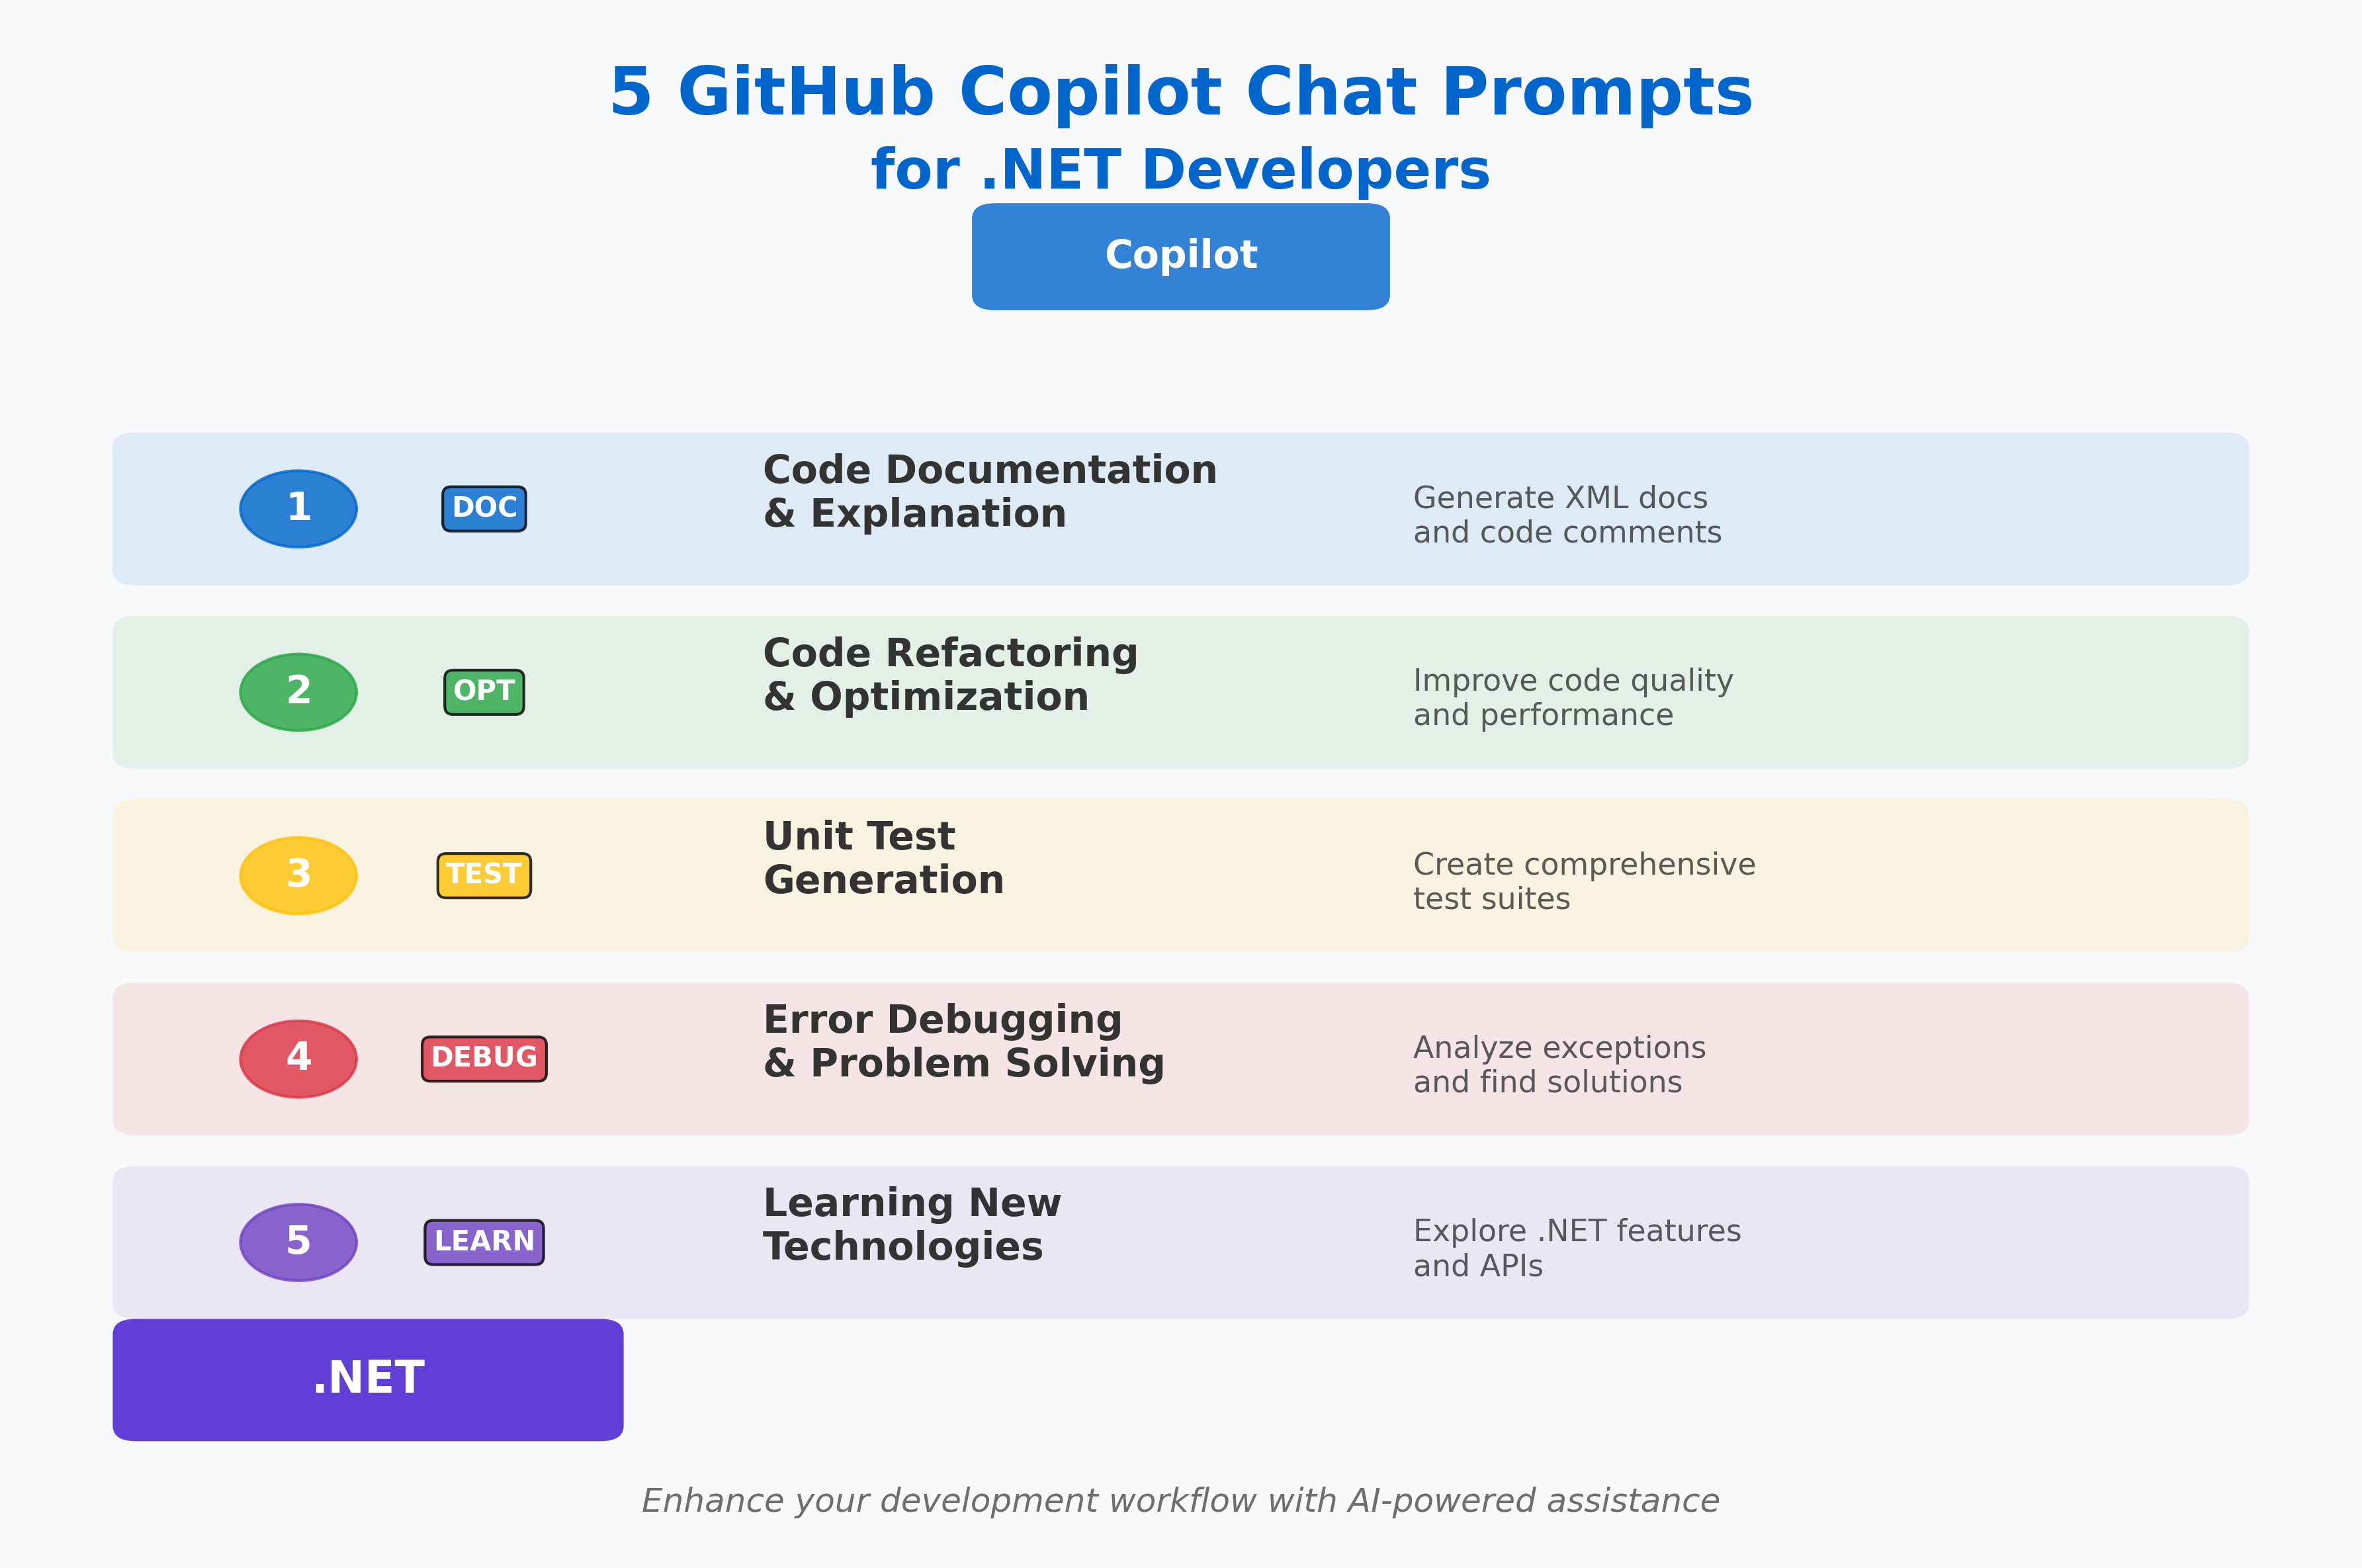 5 GitHub Copilot Chat Prompts
for .NET Developers
Copilot
1
DOC
Code Documentation
& Explanation
Generate XML docs
and code comments
2
OPT
Code Refactoring
& Optimization
Improve code quality
and performance
3
TEST
Unit Test
Generation
Create comprehensive
test suites
4
DEBUG
Error Debugging
& Problem Solving
Analyze exceptions
and find solutions
5
LEARN
Learning New
Technologies
Explore .NET features
and APIs
.NET
Enhance your development workflow with AI-powered assistance